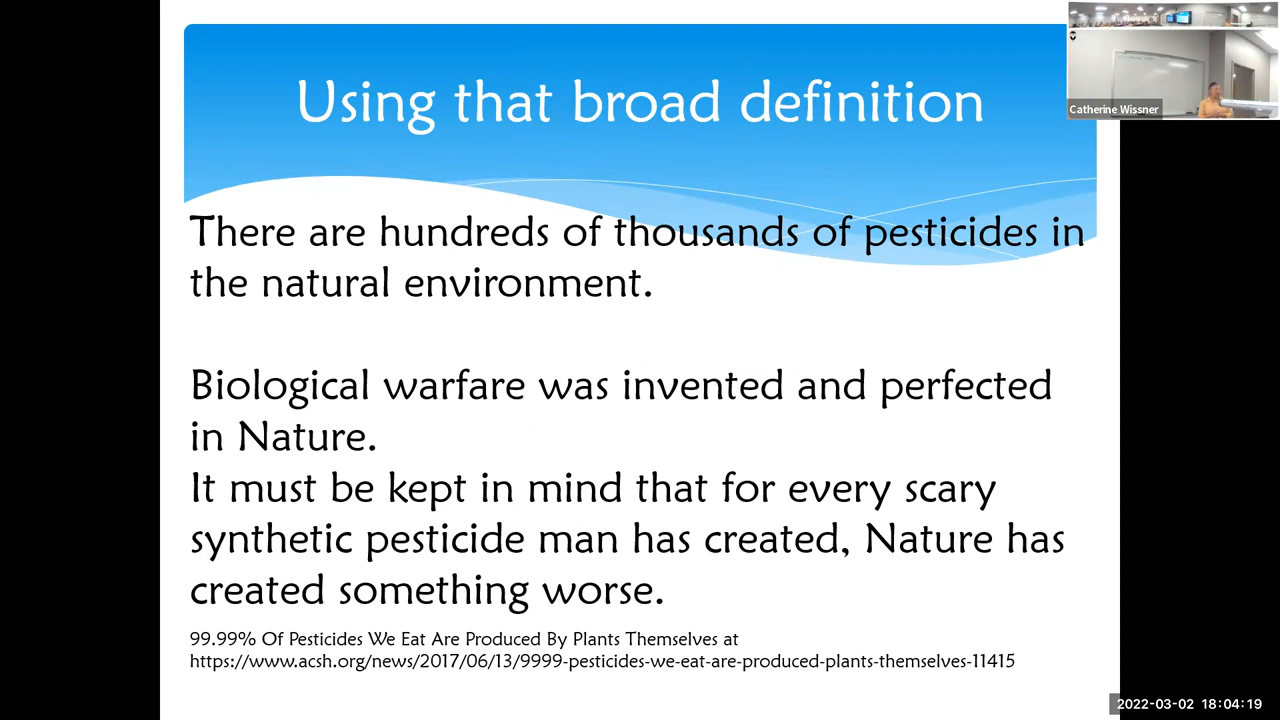 Using that broad definition
Catherine Wissner
There are hundreds of thousands of pesticides in
the natural environment.
Biological warfare was invented and perfected
in Nature.
It must be kept in mind that for every scary
synthetic pesticide man has created, Nature has
created something worse.
99.99% Of Pesticides We Eat Are Produced By Plants Themselves at
https://www.acsh.org/news/2017/06/13/9999-pesticides-we-eat-are-produced-plants-themselves-11415
2022-03-02 18:04:19